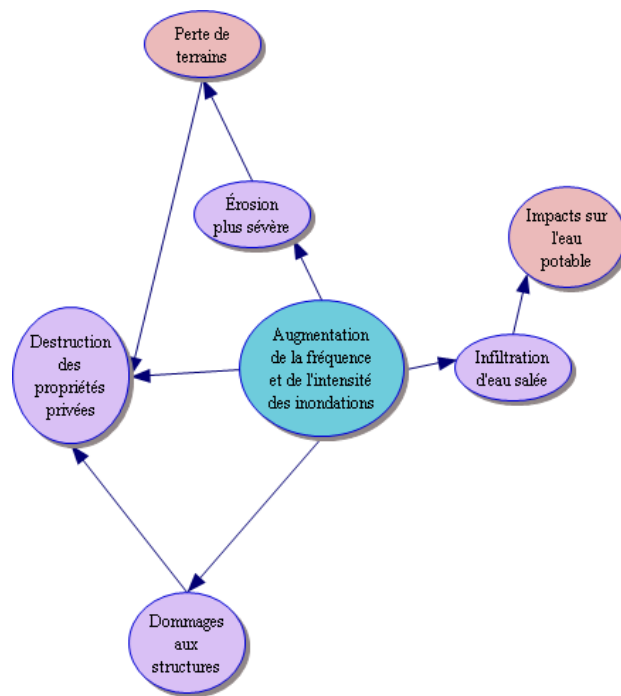 Perte de
terrains
Érosion
plus sévère
Impacts sur
l'eau
potable
Destruction
des
propriétés
privées
Augmentation
de la fréquence
et de l'intensité
des inondations
Infiltration
d'eau salée
Dommages
aux
structures